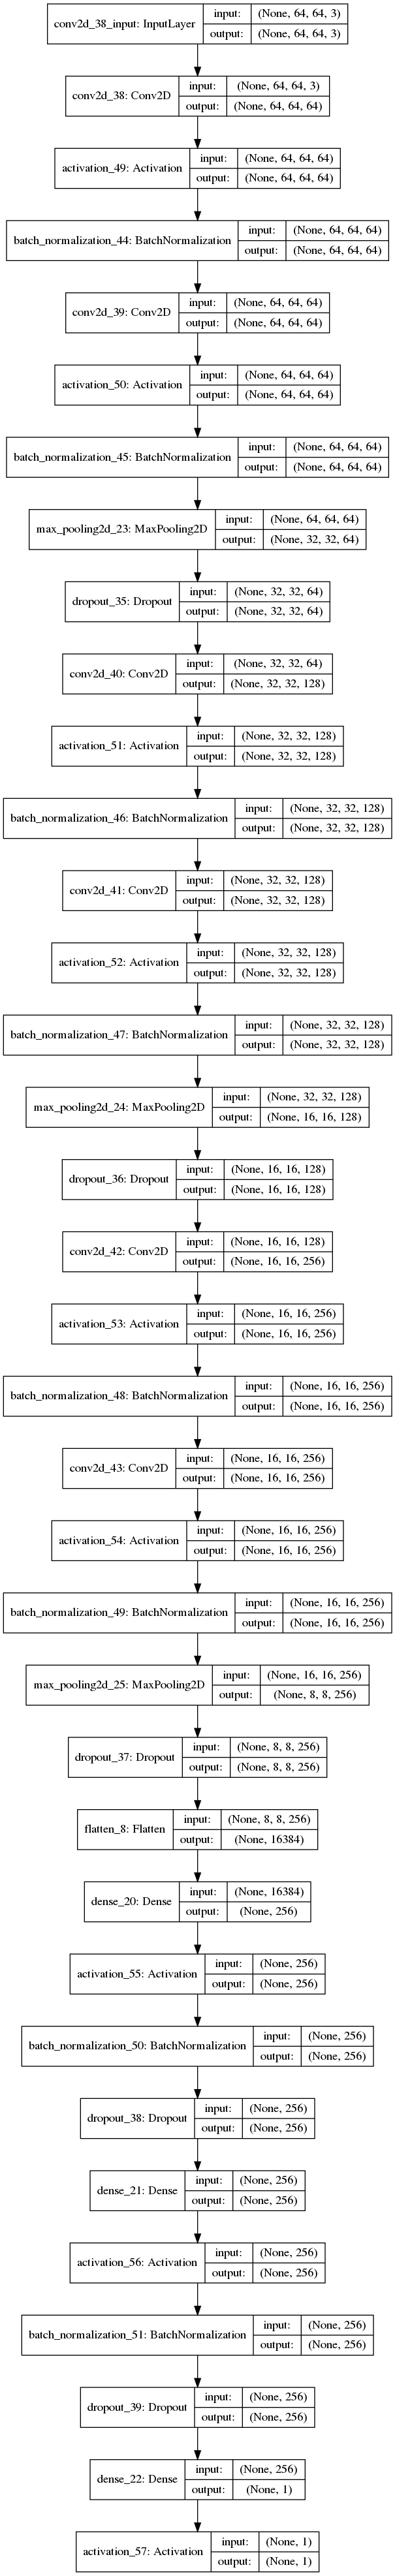 conv2d_38_input: InputLayer input: (None, 64, 64, 3)
output: (None, 64, 64, 3)
conv2d_38: Conv2D input: (None, 64, 64, 3)
output: (None, 64, 64, 64)
activation_49: Activation input: (None, 64, 64, 64)
output: (None, 64, 64, 64)
batch_normalization_44: BatchNormalization input: (None, 64, 64, 64)
output: (None, 64, 64, 64)
conv2d_39: Conv2D input: (None, 64, 64, 64)
output: (None, 64, 64, 64)
activation_50: Activation input: (None, 64, 64, 64)
output: (None, 64, 64, 64)
batch_normalization_45: BatchNormalization input: (None, 64, 64, 64)
output: (None, 64, 64, 64)
max_pooling2d_23: MaxPooling2D input: (None, 64, 64, 64)
output: (None, 32, 32, 64)
dropout_35: Dropout input: (None, 32, 32, 64)
output: (None, 32, 32, 64)
conv2d_40: Conv2D input: (None, 32, 32, 64)
output: (None, 32, 32, 128)
activation_51: Activation input: (None, 32, 32, 128)
output: (None, 32, 32, 128)
batch_normalization_46: BatchNormalization input: (None, 32, 32, 128)
output: (None, 32, 32, 128)
conv2d_41: Conv2D input: (None, 32, 32, 128)
output: (None, 32, 32, 128)
activation_52: Activation input: (None, 32, 32, 128)
output: (None, 32, 32, 128)
batch_normalization_47: BatchNormalization input: (None, 32, 32, 128)
output: (None, 32, 32, 128)
max_pooling2d_24: MaxPooling2D input: (None, 32, 32, 128)
output: (None, 16, 16, 128)
dropout_36: Dropout input: (None, 16, 16, 128)
output: (None, 16, 16, 128)
conv2d_42: Conv2D input: (None, 16, 16, 128)
output: (None, 16, 16, 256)
activation_53: Activation input: (None, 16, 16, 256)
output: (None, 16, 16, 256)
batch_normalization_48: BatchNormalization input: (None, 16, 16, 256)
output: (None, 16, 16, 256)
conv2d_43: Conv2D input: (None, 16, 16, 256)
output: (None, 16, 16, 256)
activation_54: Activation input: (None, 16, 16, 256)
output: (None, 16, 16, 256)
batch_normalization_49: BatchNormalization input: (None, 16, 16, 256)
output: (None, 16, 16, 256)
max_pooling2d_25: MaxPooling2D input: (None, 16, 16, 256)
output: (None, 8, 8, 256)
dropout_37: Dropout input: (None, 8, 8, 256)
output: (None, 8, 8, 256)
flatten_8: Flatten input: (None, 8, 8, 256)
output: (None, 16384)
dense_20: Dense input: (None, 16384)
output: (None, 256)
activation_55: Activation input: (None, 256)
output: (None, 256)
batch_normalization_50: BatchNormalization input: (None, 256)
output: (None, 256)
dropout_38: Dropout input: (None, 256)
output: (None, 256)
dense_21: Dense input: (None, 256)
output: (None, 256)
activation_56: Activation input: (None, 256)
output: (None, 256)
batch_normalization_51: BatchNormalization input: (None, 256)
output: (None, 256)
dropout_39: Dropout input: (None, 256)
output: (None, 256)
dense_22: Dense input: (None, 256)
output: (None, 1)
activation_57: Activation input: (None, 1)
output: (None, 1)